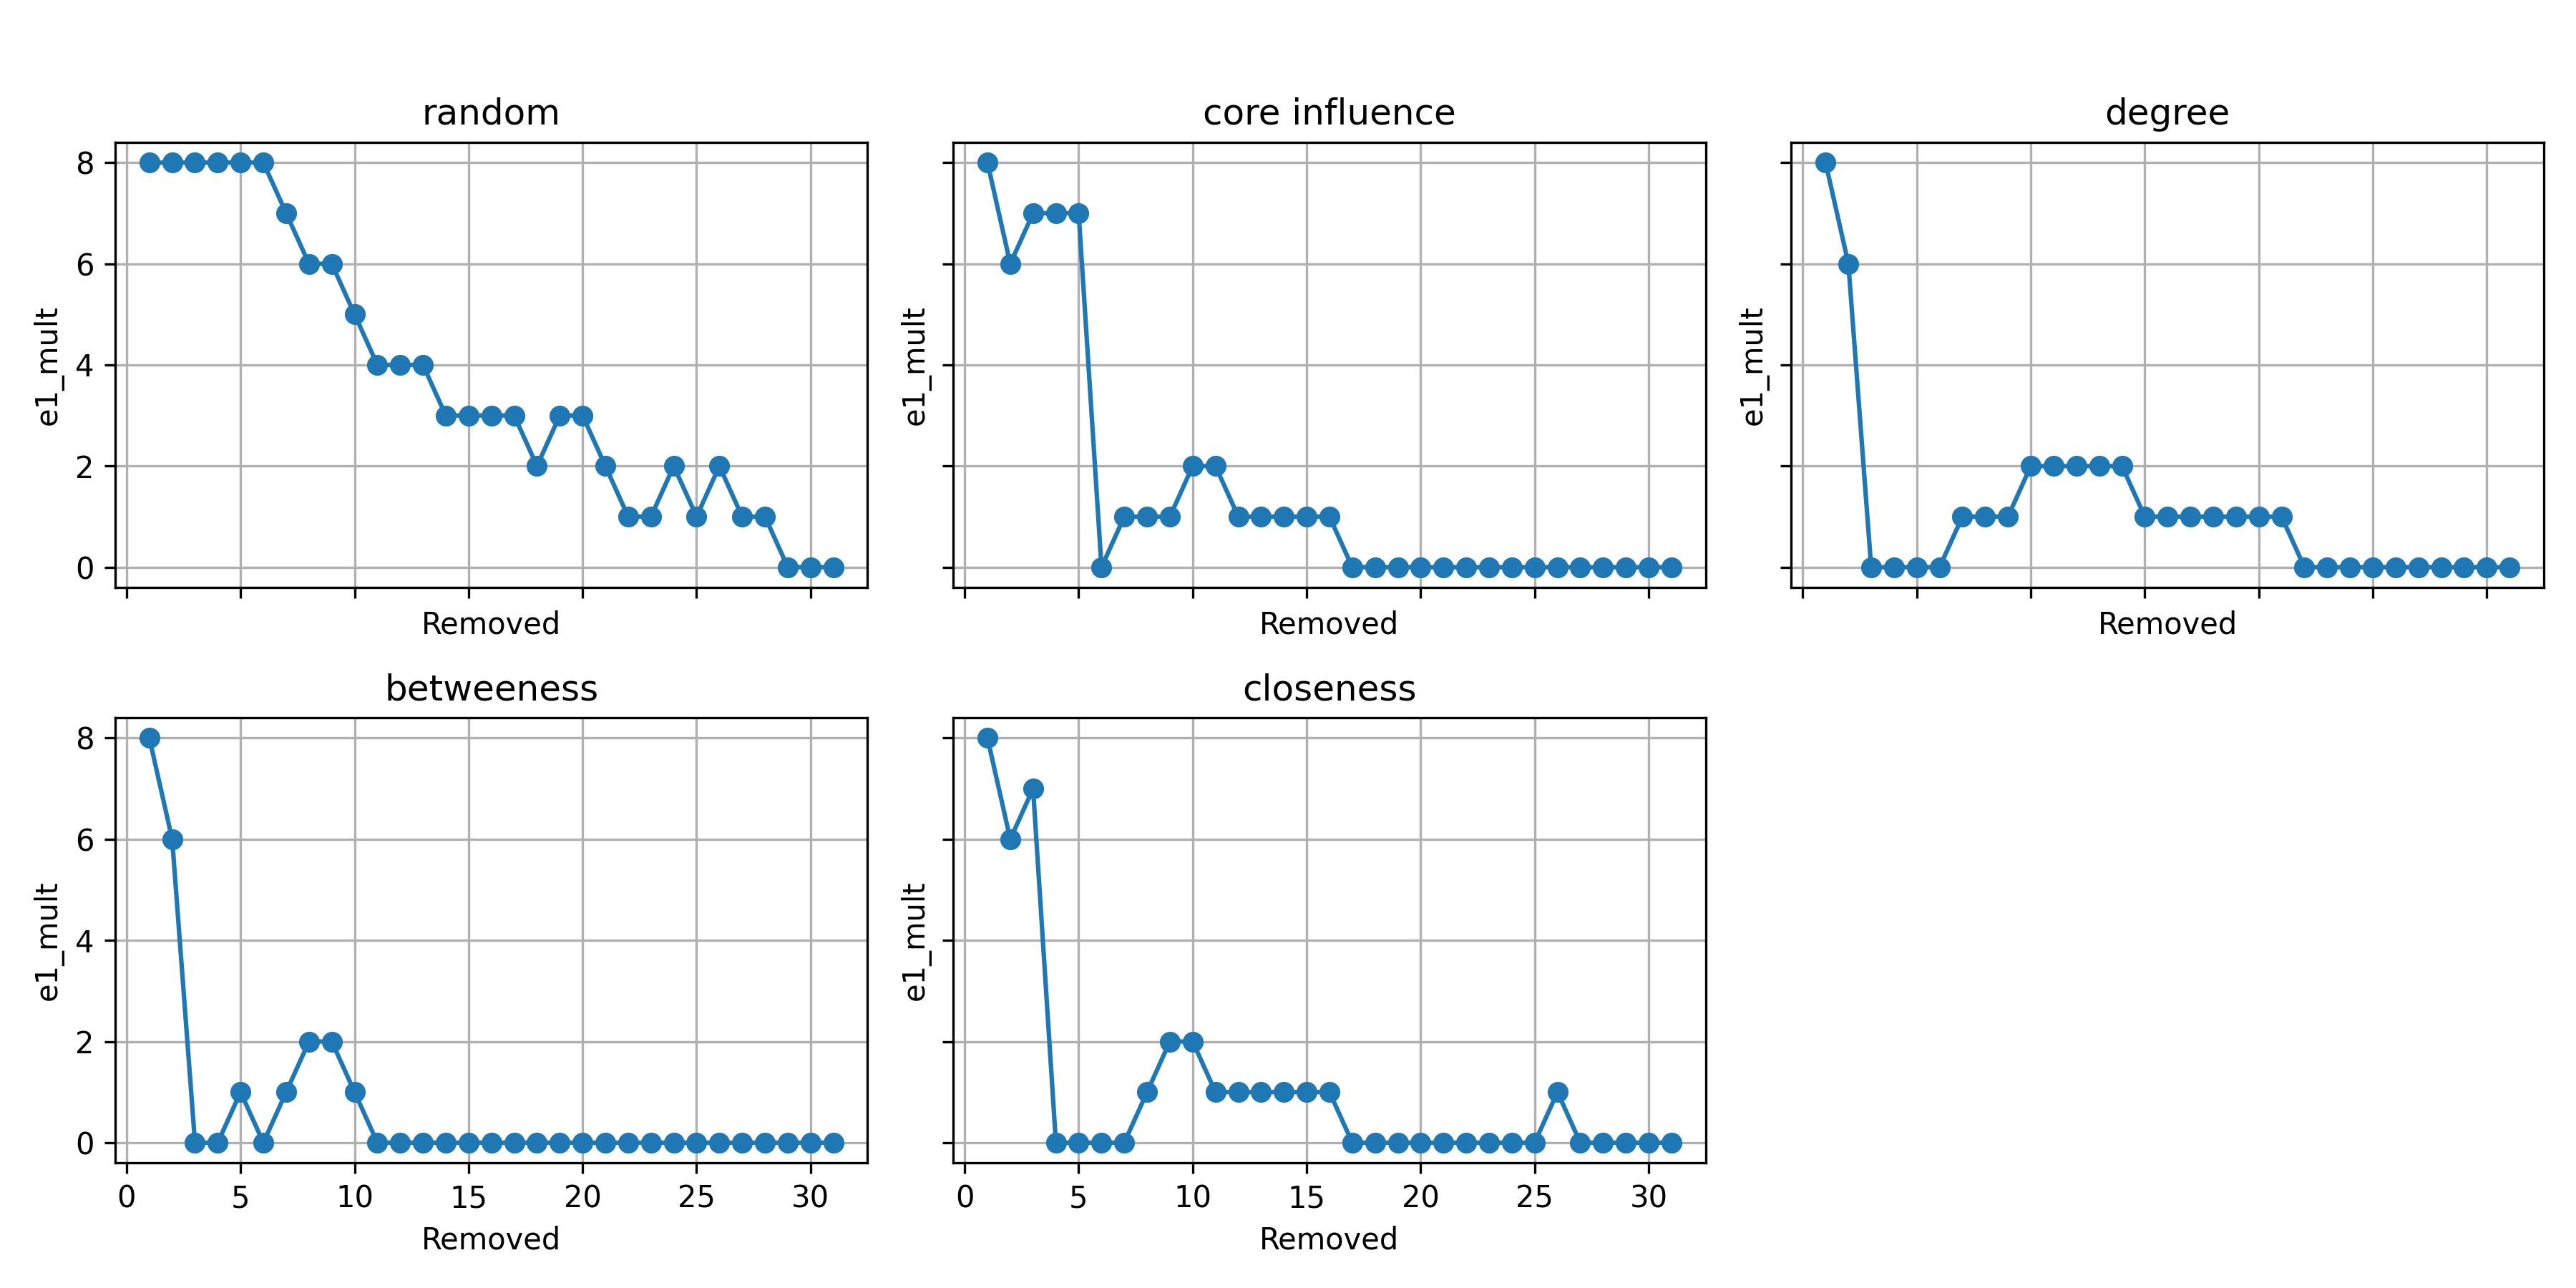 random
8
6
4
2
0
e1_mult
Removed
core influence
e1_mult
Removed
degree
e1_mult
Removed
betweeness
8
6
4
2
0
e1_mult
0 5 10 15 20 25 30
Removed
closeness
e1_mult
0 5 10 15 20 25 30
Removed